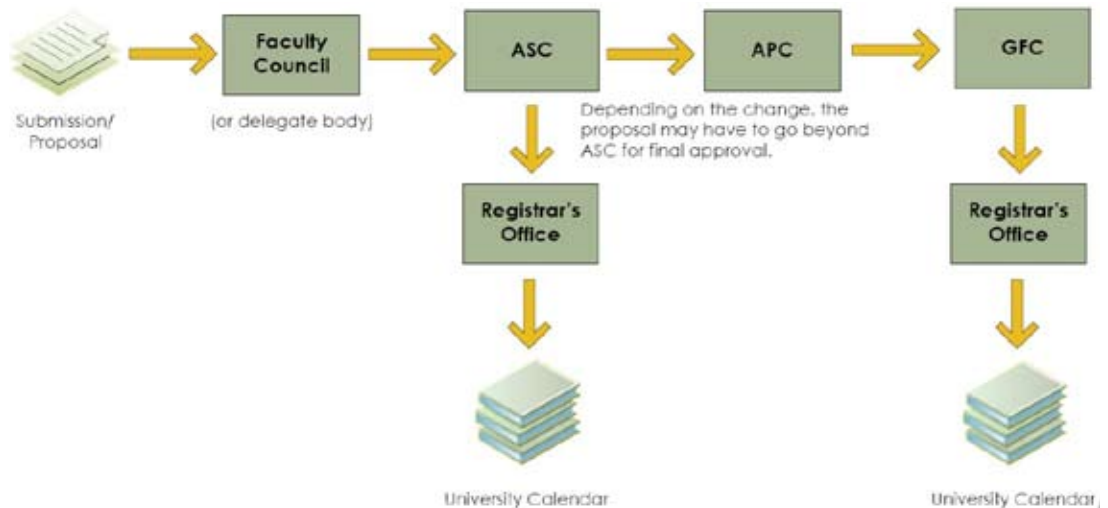 Faculty
Council
ASC
APC
GFC
Submission/
Proposal
(or delegate body)
Depending on the change, the
proposal may have to go beyond
ASC for final approval.
Registrar's
Office
Registrar's
Office
University Calendar
University Calendar,